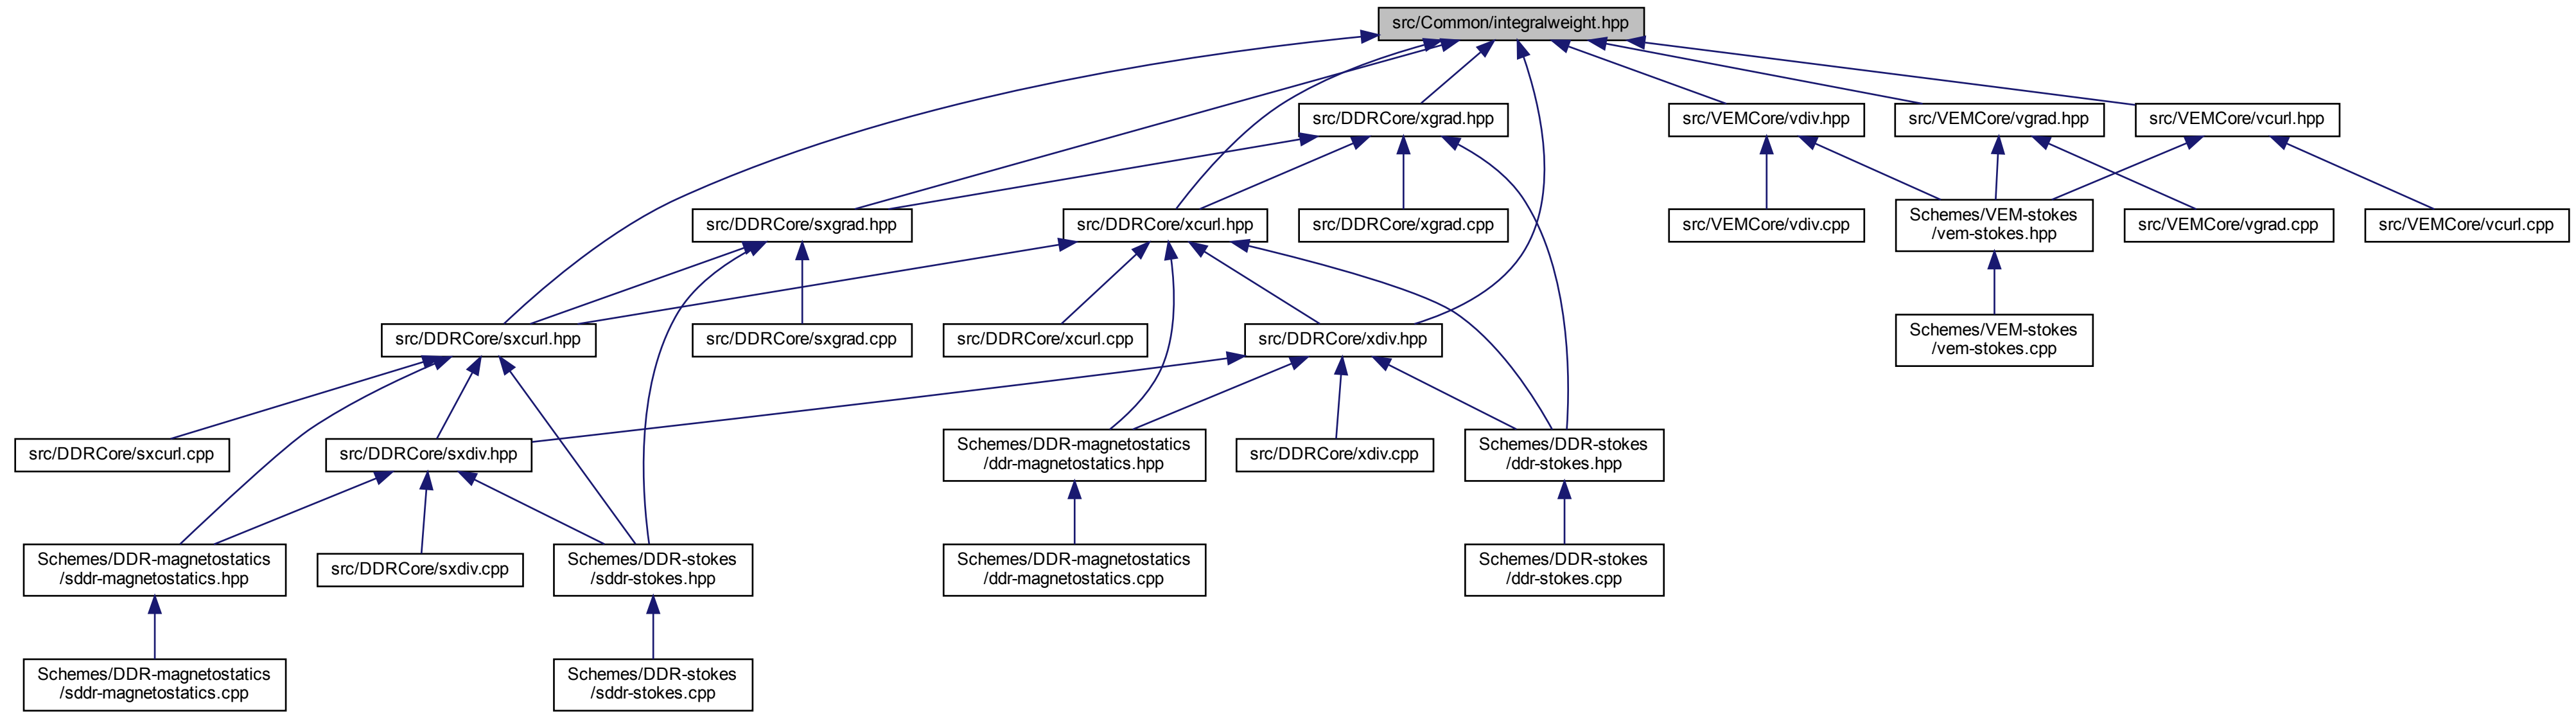 src/Common/integralweight.hpp
src/DDRCore/xgrad.hpp
src/VEMCore/vdiv.hpp
src/VEMCore/vgrad.hpp
src/VEMCore/vcurl.hpp
src/DDRCore/sxgrad.hpp
src/DDRCore/xcurl.hpp
src/DDRCore/xgrad.cpp
src/VEMCore/vdiv.cpp
Schemes/VEM-stokes
/vem-stokes.hpp
src/VEMCore/vgrad.cpp
src/VEMCore/vcurl.cpp
src/DDRCore/sxcurl.hpp
src/DDRCore/sxgrad.cpp
src/DDRCore/xcurl.cpp
src/DDRCore/xdiv.hpp
Schemes/VEM-stokes
/vem-stokes.cpp
src/DDRCore/sxcurl.cpp
src/DDRCore/sxdiv.hpp
Schemes/DDR-magnetostatics
/ddr-magnetostatics.hpp
src/DDRCore/xdiv.cpp
Schemes/DDR-stokes
/ddr-stokes.hpp
Schemes/DDR-magnetostatics
/sddr-magnetostatics.hpp
src/DDRCore/sxdiv.cpp
Schemes/DDR-stokes
/sddr-stokes.hpp
Schemes/DDR-magnetostatics
/ddr-magnetostatics.cpp
Schemes/DDR-stokes
/ddr-stokes.cpp
Schemes/DDR-magnetostatics
/sddr-magnetostatics.cpp
Schemes/DDR-stokes
/sddr-stokes.cpp